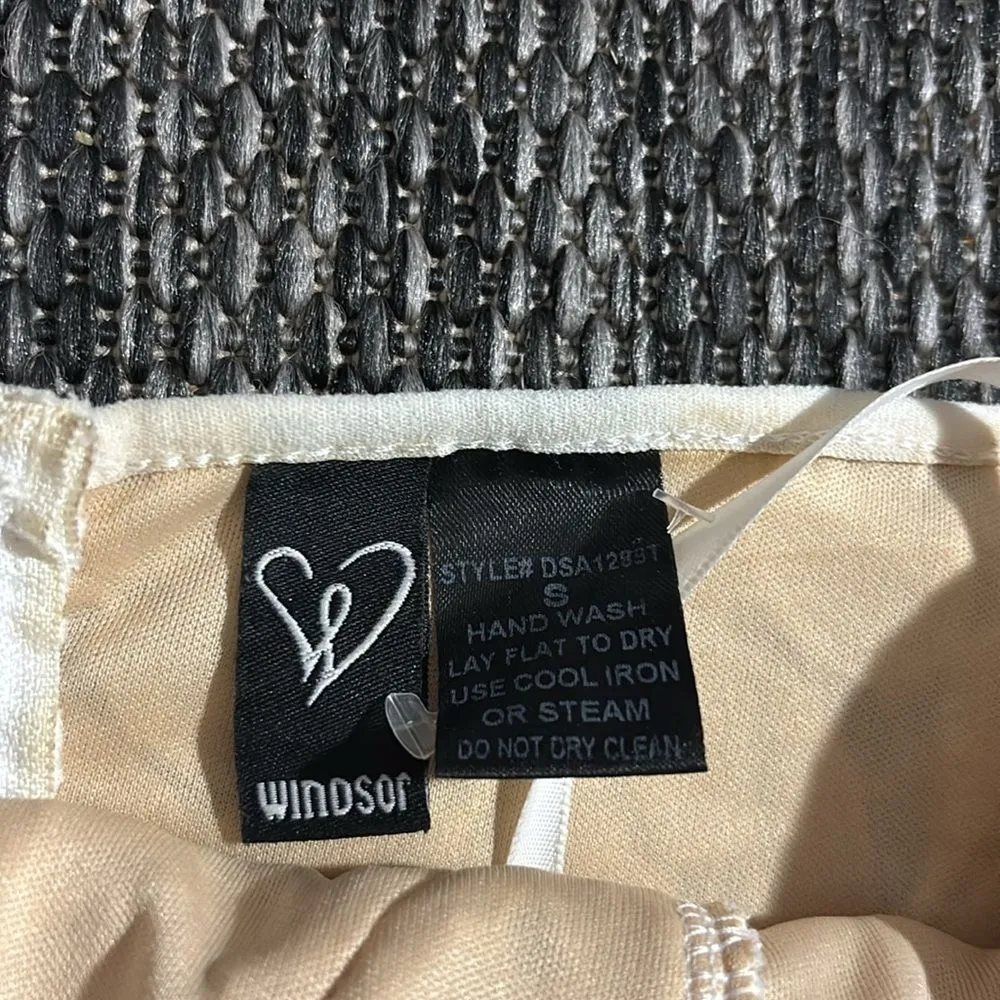 WINDSOR
STYLE#
S
HAND WASH
LAY FLAT TO DRY
USE COOL IRON
OR STEAM
DO NOT DRY CLEAN